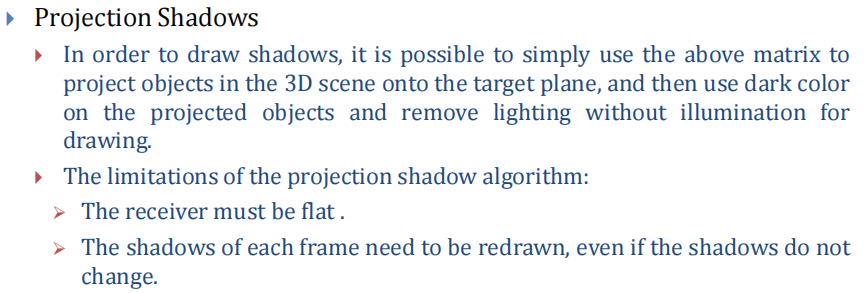 Projection Shadows
In order to draw shadows, it is possible to simply use the above matrix to
project objects in the 3D scene onto the target plane, and then use dark color
on the projected objects and remove lighting without illumination for
drawing.
The limitations of the projection shadow algorithm:
The receiver must be flat .
The shadows of each frame need to be redrawn, even if the shadows do not
change.